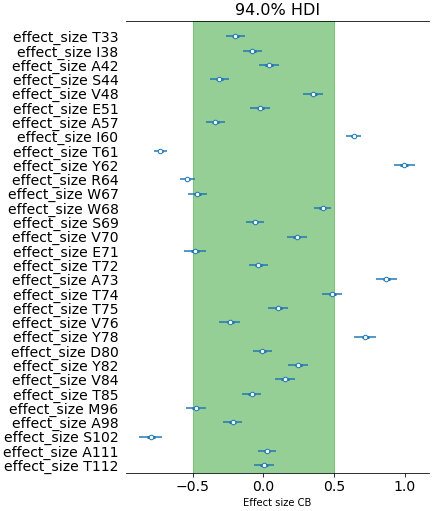 94.0% HDI
effect_size T33
effect_size I38
effect_size A42
effect_size S44
effect_size V48
effect_size E51
effect_size A57
effect_size I60
effect_size T61
effect_size Y62
effect_size R64
effect_size W67
effect_size W68
effect_size S69
effect_size V70
effect_size E71
effect_size T72
effect_size A73
effect_size T74
effect_size T75
effect_size V76
effect_size Y78
effect_size D80
effect_size Y82
effect_size V84
effect_size T85
effect_size M96
effect_size A98
effect_size S102
effect_size A111
effect_size T112
−0.5 0.0 0.5 1.0
Effect size CB